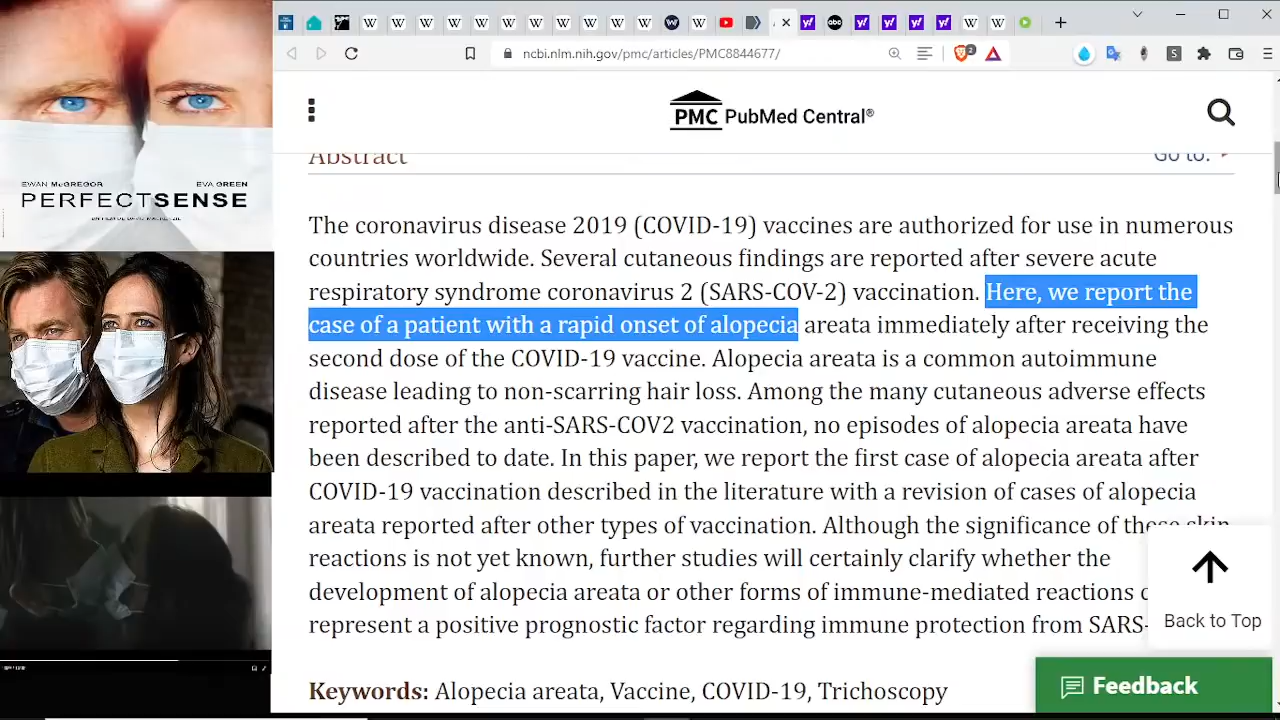 EWAN McGREGOR EVA GREEN
PERFECTSENSE
ncbi.nlm.nih.gov/pmc/articles/PMC8844677/
PMC PubMed Central®
Abstract Go to:
The coronavirus disease 2019 (COVID-19) vaccines are authorized for use in numerous
countries worldwide. Several cutaneous findings are reported after severe acute
respiratory syndrome coronavirus 2 (SARS-COV-2) vaccination. Here, we report the
case of a patient with a rapid onset of alopecia areata immediately after receiving the
second dose of the COVID-19 vaccine. Alopecia areata is a common autoimmune
disease leading to non-scarring hair loss. Among the many cutaneous adverse effects
reported after the anti-SARS-COV2 vaccination, no episodes of alopecia areata have
been described to date. In this paper, we report the first case of alopecia areata after
COVID-19 vaccination described in the literature with a revision of cases of alopecia
areata reported after other types of vaccination. Although the significance of these skin
reactions is not yet known, further studies will certainly clarify whether the
development of alopecia areata or other forms of immune-mediated reactions
represent a positive prognostic factor regarding immune protection from SARS-
Back to Top
Keywords: Alopecia areata, Vaccine, COVID-19, Trichoscopy
Feedback